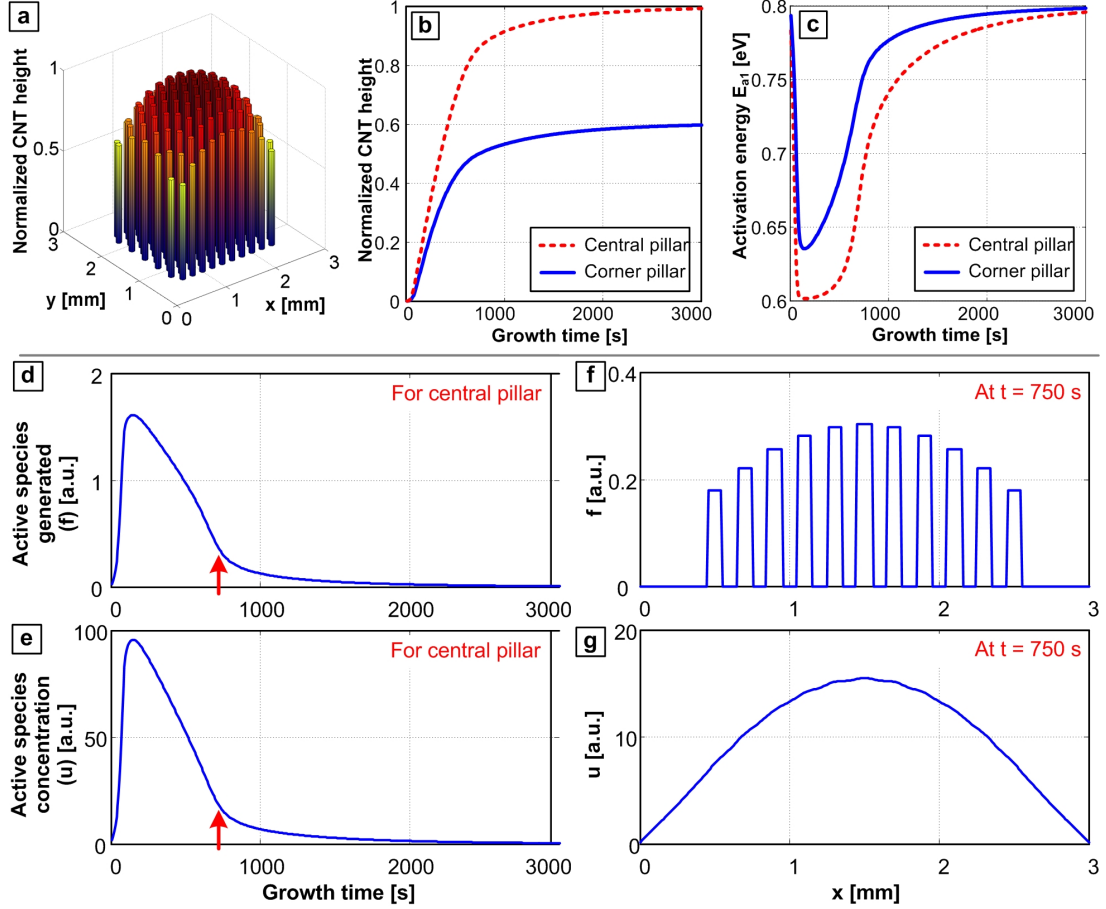 a
Normalized CNT height
1
0.5
0
3
2
1
0
y [mm]
0
1
2
3
x [mm]
b
Normalized CNT height
1
0.8
0.6
0.4
0.2
0
Central pillar
Corner pillar
0
1000
2000
3000
Growth time [s]
c
Activation energy Ea1 [eV]
0.8
0.75
0.7
0.65
0.6
Central pillar
Corner pillar
0
1000
2000
3000
Growth time [s]
d
Active species
generated
(f) [a.u.]
2
1
0
For central pillar
0
1000
2000
3000
f
f [a.u.]
0.4
0.2
0
At t = 750 s
0
1
2
3
e
Active species
concentration
(u) [a.u.]
100
50
0
For central pillar
0
1000
2000
3000
Growth time [s]
g
u [a.u.]
20
10
0
At t = 750 s
0
1
2
3
x [mm]